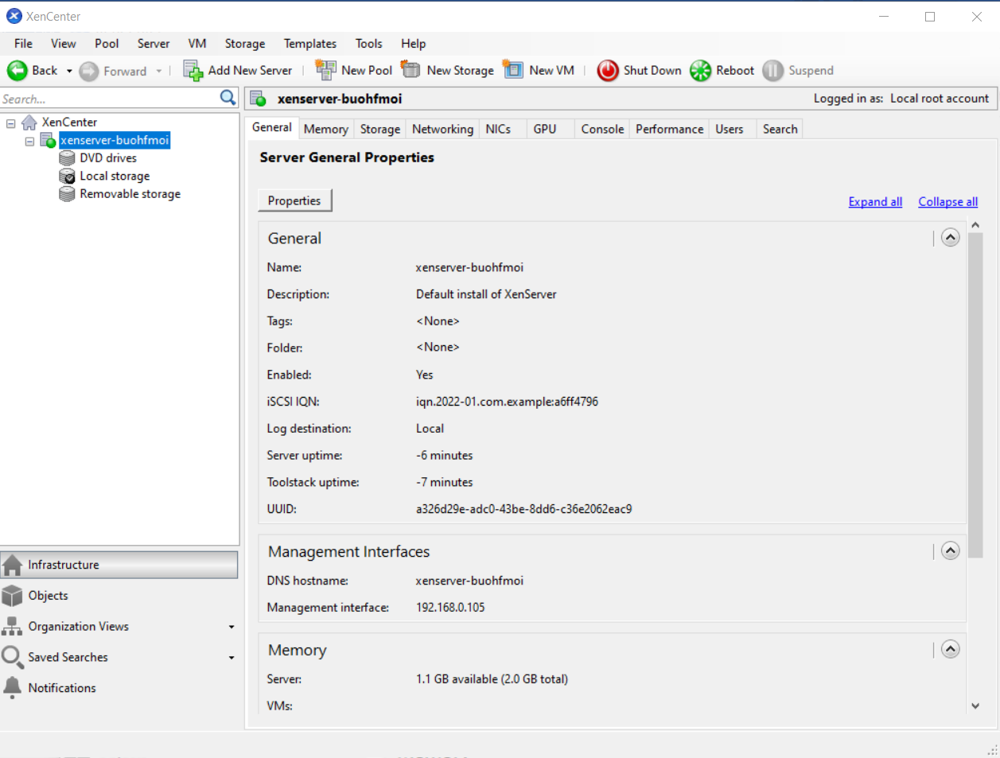 XenCenter
File View Pool Server VM Storage Templates Tools Help
Back Forward Add New Server New Pool New Storage New VM Shut Down Reboot Suspend
Search...
xenserver-buohfmoi Logged in as: Local root account
XenCenter
xenserver-buohfmoi
DVD drives
Local storage
Removable storage
General Memory Storage Networking NICs GPU Console Performance Users Search
Server General Properties
Properties Expand all Collapse all
General
Name: xenserver-buohfmoi
Description: Default install of XenServer
Tags: <None>
Folder: <None>
Enabled: Yes
iSCSI IQN: iqn.2022-01.com.example:a6ff4796
Log destination: Local
Server uptime: -6 minutes
Toolstack uptime: -7 minutes
UUID: a326d29e-adc0-43be-8dd6-c36e2062eac9
Management Interfaces
DNS hostname: xenserver-buohfmoi
Management interface: 192.168.0.105
Memory
Server: 1.1 GB available (2.0 GB total)
VMs:
Infrastructure
Objects
Organization Views
Saved Searches
Notifications